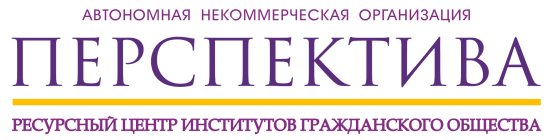 АВТОНОМНАЯ НЕКОММЕРЧЕСКАЯ ОРГАНИЗАЦИЯ
ПЕРСПЕКТИВА
РЕСУРСНЫЙ ЦЕНТР ИНСТИТУТОВ ГРАЖДАНСКОГО ОБЩЕСТВА